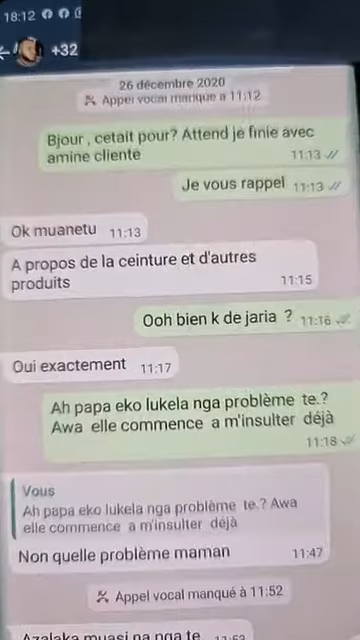 18:12
+32
26 décembre 2020
Appel vocal manqué à 11:12
Bjour , cetait pour? Attend je finie avec
amine cliente 11:13
Je vous rappel 11:13
Ok muanetu 11:13
A propos de la ceinture et d'autres
produits 11:15
Ooh bien k de jaria ? 11:16
Oui exactement 11:17
Ah papa eko lukela nga problème te.?
Awa elle commence a m'insulter déjà
11:18
Vous
Ah papa eko lukela nga problème te.? Awa
elle commence a m'insulter déjà
Non quelle problème maman 11:47
Appel vocal manqué à 11:52
Azalaka muasi na nga te 11:53